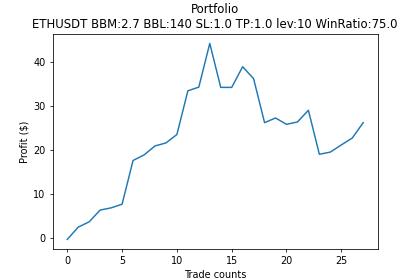 Portfolio
ETHUSDT BBM:2.7 BBL:140 SL:1.0 TP:1.0 lev:10 WinRatio:75.0
Profit ($)
40
30
20
10
0
0 5 10 15 20 25
Trade counts